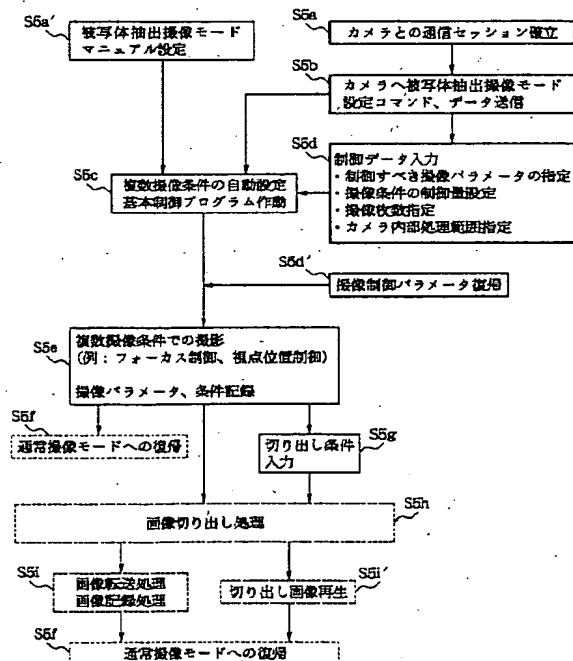 S5a'
被写体抽出撮像モード
マニュアル設定
S5a
カメラとの通信セッション確立
S5b
カメラへ被写体抽出撮像モード
設定コマンド、データ送信
S5d
制御データ入力
・制御すべき撮像パラメータの指定
・撮像条件の制御量設定
・撮像枚数指定
・カメラ内部処理範囲指定
S5c
複数撮像条件の自動設定
基本制御プログラム作動
S5d'
撮像制御パラメータ復帰
S5e
複数撮像条件での撮影
(例：フォーカス制御、視点位置制御)
撮像パラメータ、条件記録
S5f
通常撮像モードへの復帰
S5g
切り出し条件
入力
S5h
画像切り出し処理
S5i
画像転送処理
画像記録処理
S5i'
切り出し画像再生
S5f
通常撮像モードへの復帰